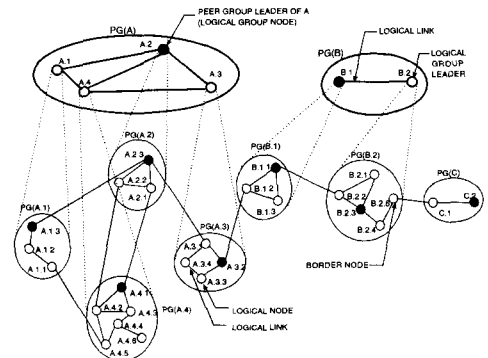 PEER GROUP LEADER OF A
(LOGICAL GROUP NODE)
PG(A)
A.2
A.1
A.4
A.3
LOGICAL LINK
PG(B)
B.1
B.2
LOGICAL
GROUP
LEADER
PG(A.2)
A.2.3
A.2.2
A.2.1
PG(B.1)
B.1.1
B.1.2
B.1.3
PG(B.2)
B.2.1
B.2.2
B.2.3
B.2.5
B.2.4
PG(C)
C.1
C.2
PG(A.1)
A.1.3
A.1.2
A.1.1
PG(A.3)
A.3.1
A.3.4
A.3.2
A.3.3
BORDER NODE
PG(A.4)
A.4.1
A.4.2
A.4.3
A.4.4
A.4.6
A.4.5
LOGICAL NODE
LOGICAL LINK